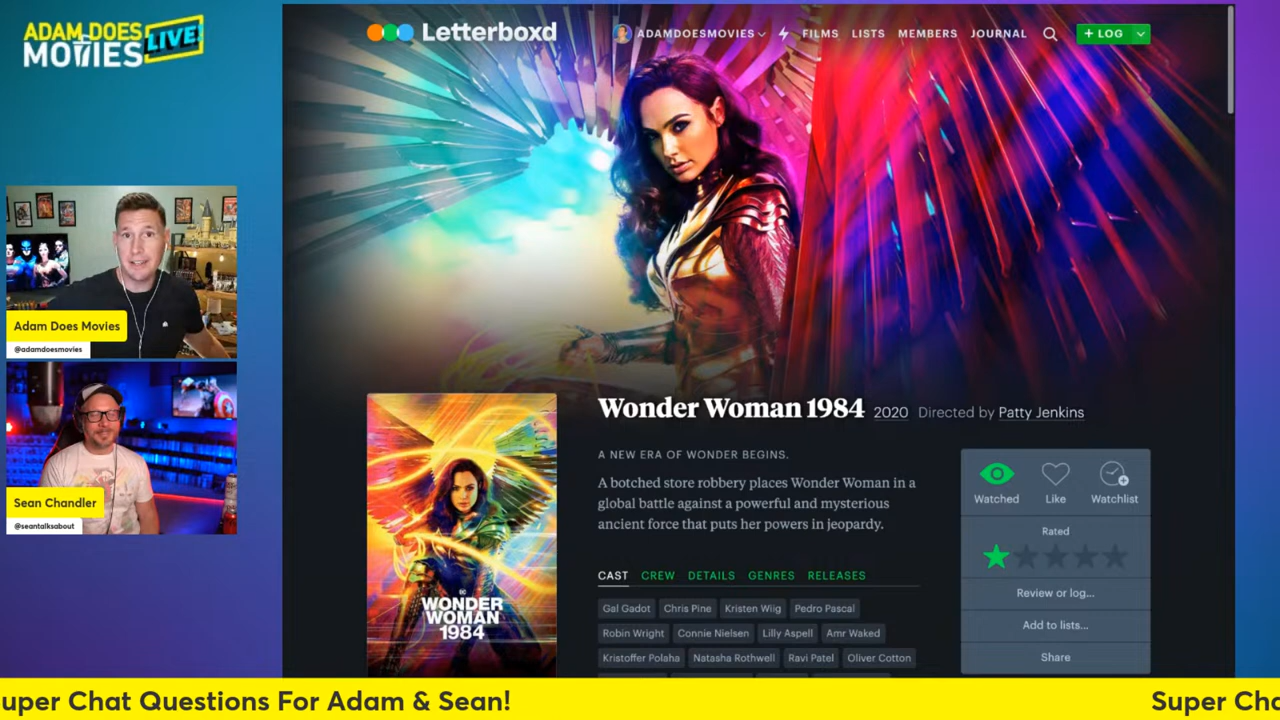 ADAM DOES
MOVIES LIVE!
Letterboxd
ADAMDOESMOVIES
FILMS
LISTS
MEMBERS
JOURNAL
+ LOG
Adam Does Movies
@adamdoesmovies
Sean Chandler
@seantalksabout
Wonder Woman 1984 2020 Directed by Patty Jenkins
A NEW ERA OF WONDER BEGINS.
A botched store robbery places Wonder Woman in a
global battle against a powerful and mysterious
ancient force that puts her powers in jeopardy.
CAST CREW DETAILS GENRES RELEASES
Gal Gadot Chris Pine Kristen Wiig Pedro Pascal
Robin Wright Connie Nielsen Lilly Aspell Amr Waked
Kristoffer Polaha Natasha Rothwell Ravi Patel Oliver Cotton
Watched Like Watchlist
Rated
Review or log...
Add to lists...
Share
DC
WONDER
WOMAN
1984
uper Chat Questions For Adam & Sean!
Super Cha